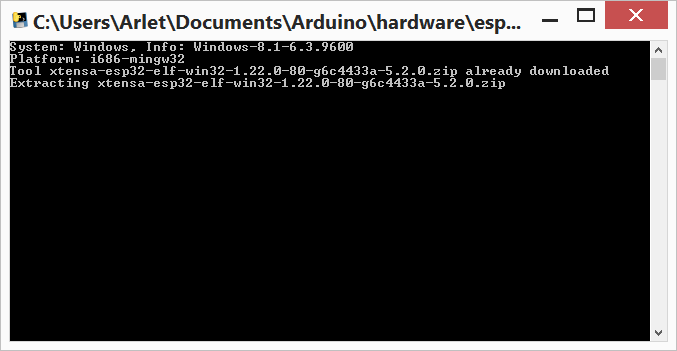 C:\Users\Arlet\Documents\Arduino\hardware\esp...
System: Windows, Info: Windows-8.1-6.3.9600
Platform: i686-mingw32
Tool xtensa-esp32-elf-win32-1.22.0-80-g6c4433a-5.2.0.zip already downloaded
Extracting xtensa-esp32-elf-win32-1.22.0-80-g6c4433a-5.2.0.zip